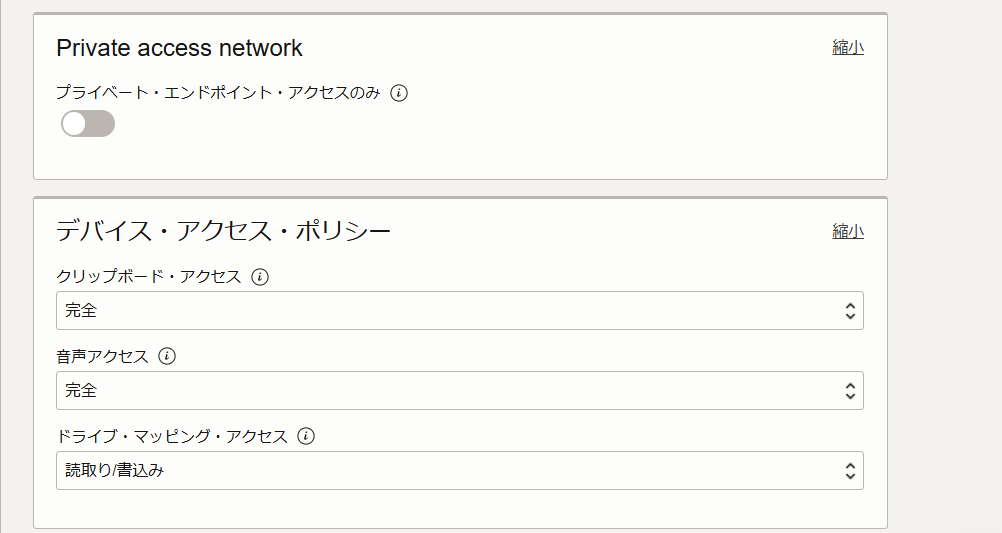 Private access network
縮小
プライベート・エンドポイント・アクセスのみ
デバイス・アクセス・ポリシー
縮小
クリップボード・アクセス
完全
音声アクセス
完全
ドライブ・マッピング・アクセス
読取り/書込み